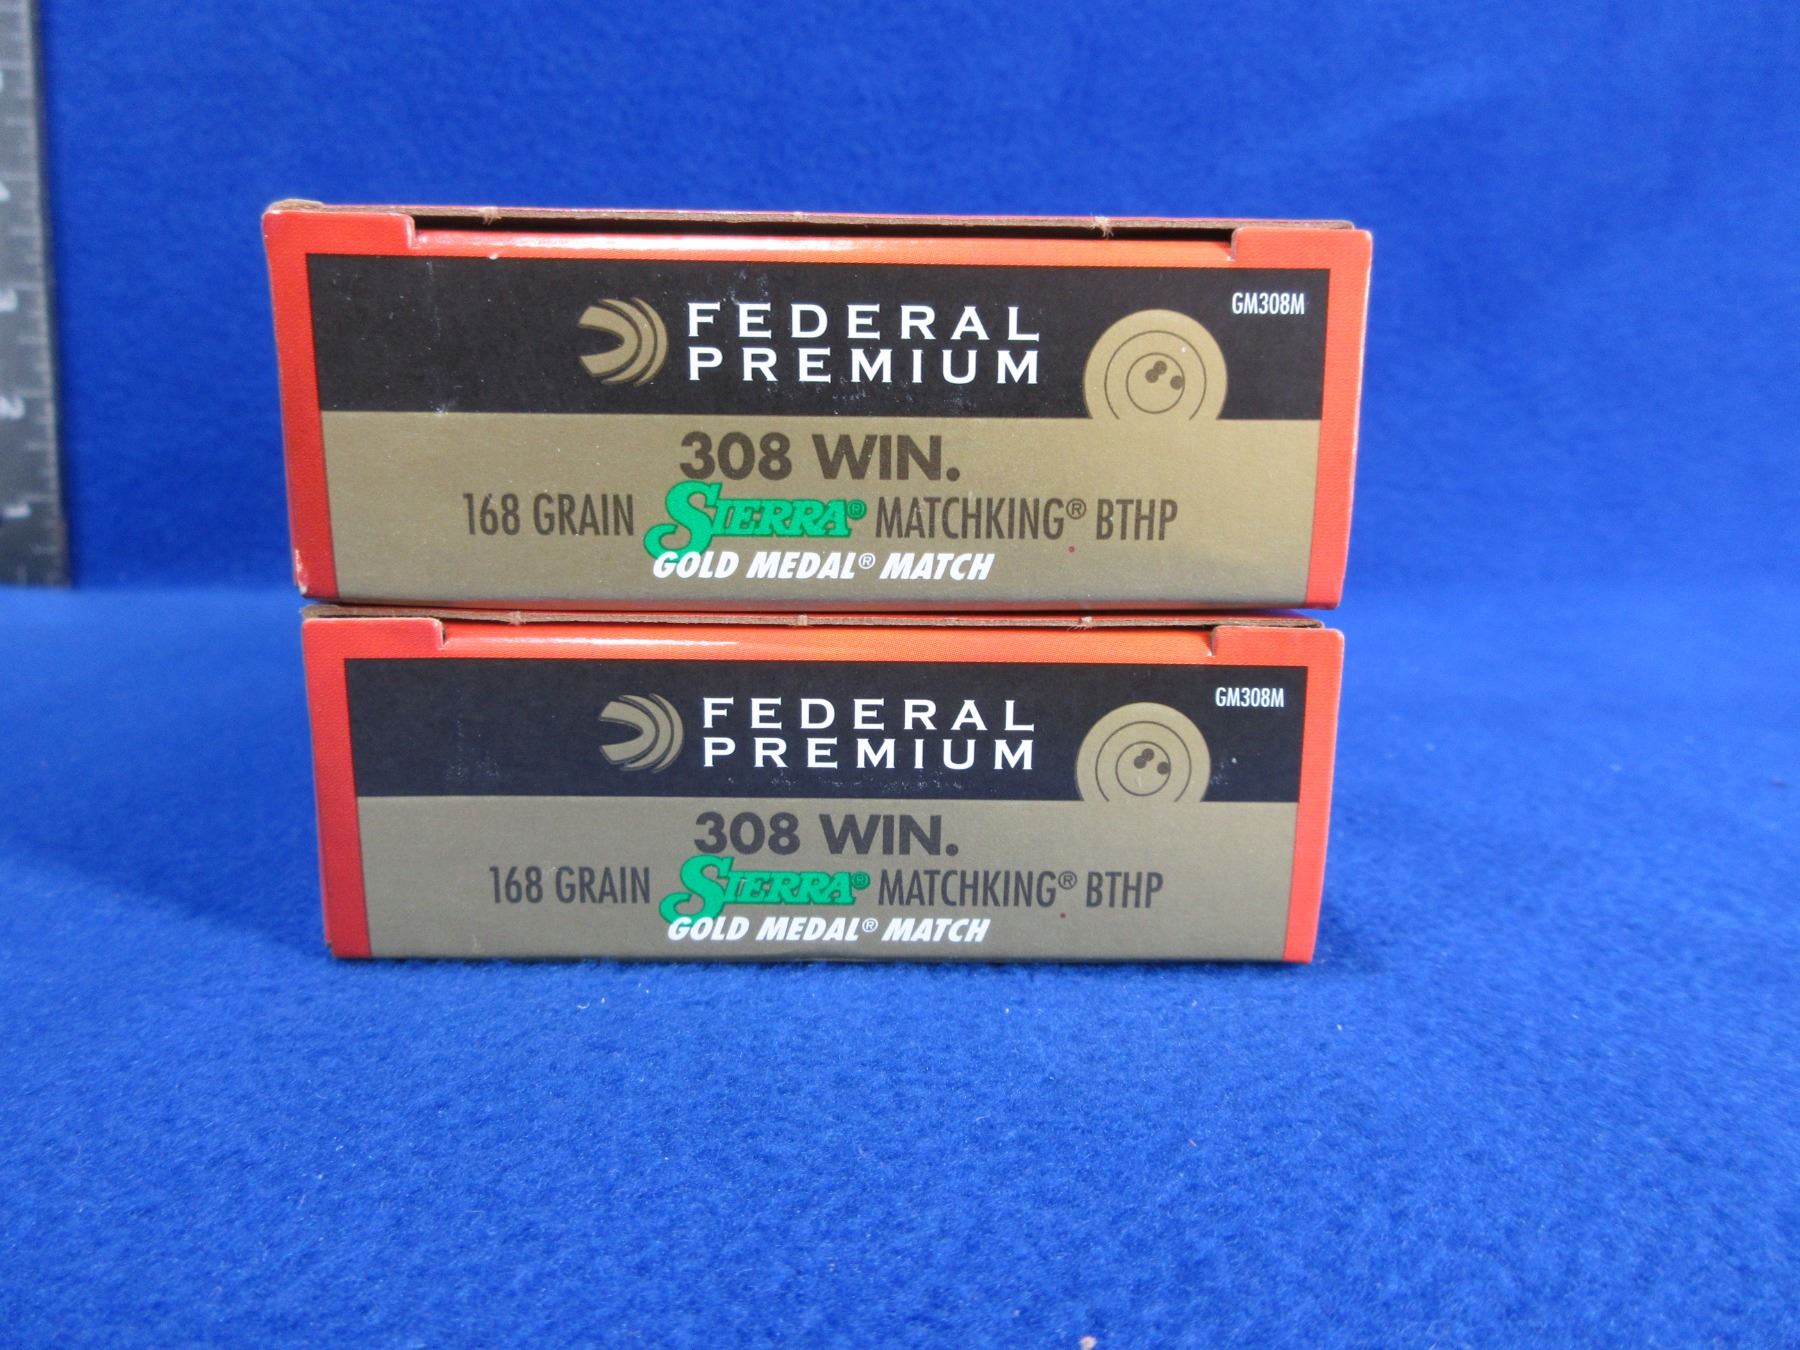 GM308M
FEDERAL
PREMIUM
308 WIN.
168 GRAIN SIERRA® MATCHKING® BTHP
GOLD MEDAL® MATCH
GM308M
FEDERAL
PREMIUM
308 WIN.
168 GRAIN SIERRA® MATCHKING® BTHP
GOLD MEDAL® MATCH